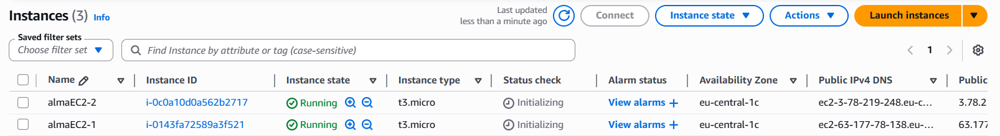 Instances (3) Info
Last updated
less than a minute ago
Connect
Instance state
Actions
Launch instances
Saved filter sets
Choose filter set
Find Instance by attribute or tag (case-sensitive)
1
Name Instance ID Instance state Instance type Status check Alarm status Availability Zone Public IPv4 DNS Public
almaEC2-2 i-0c0a10d0a562b2717 Running t3.micro Initializing View alarms + eu-central-1c ec2-3-78-219-248.eu-c... 3.78.2
almaEC2-1 i-0143fa72589a3f521 Running t3.micro Initializing View alarms + eu-central-1c ec2-63-177-78-138.eu-... 63.177